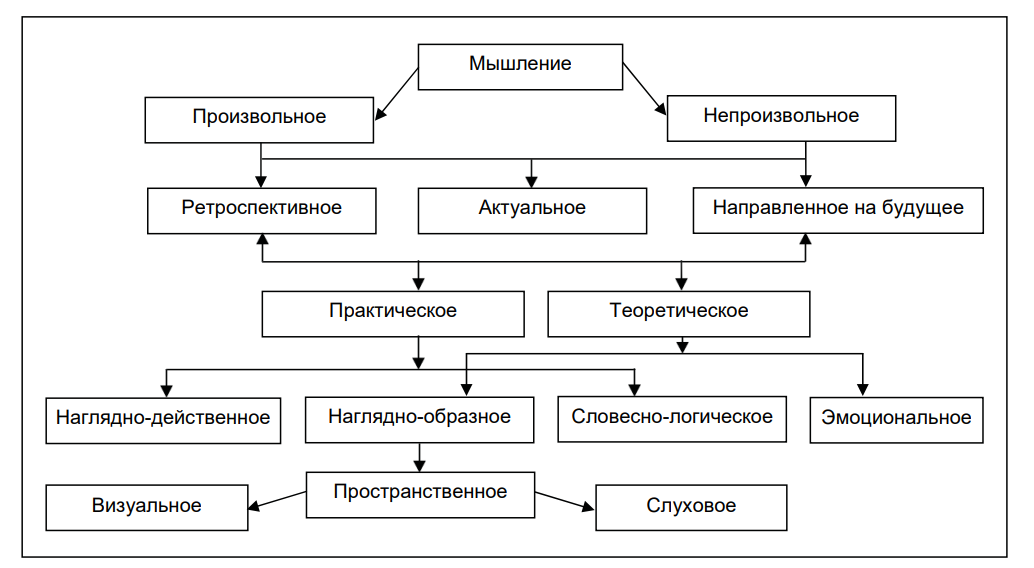 Мышление
Произвольное
Непроизвольное
Ретроспективное
Актуальное
Направленное на будущее
Практическое
Теоретическое
Наглядно-действенное
Наглядно-образное
Словесно-логическое
Эмоциональное
Визуальное
Пространственное
Слуховое